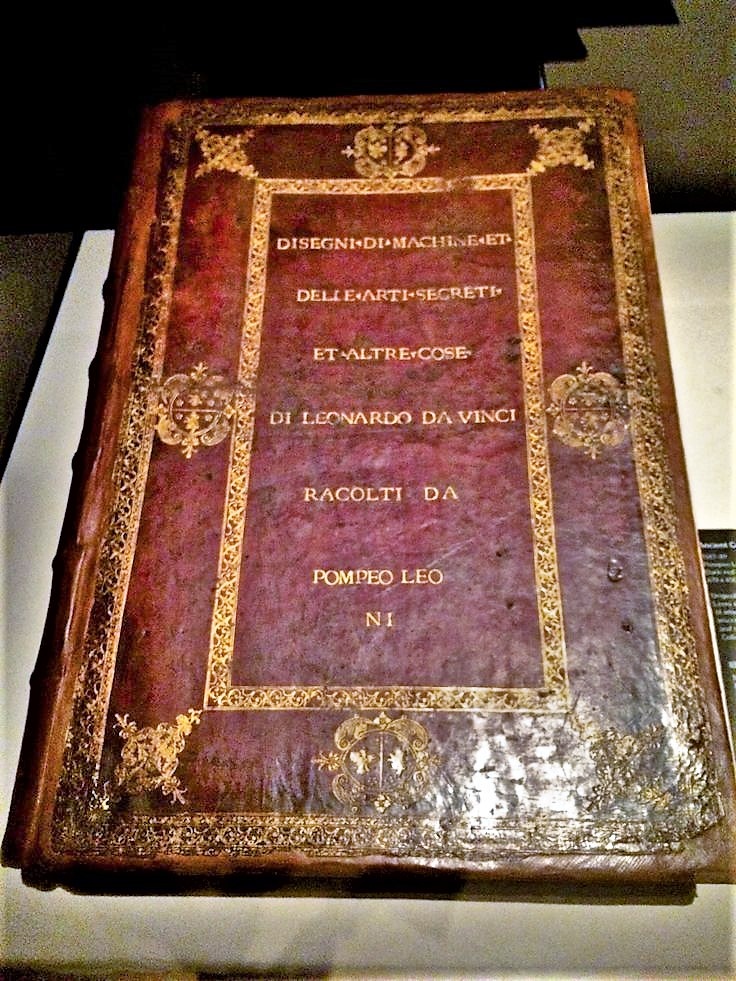 DISEGNI·DI·MACHINE·ET·
DELLE·ARTI·SECRETI·
ET·ALTRE·COSE·
DI LEONARDO DA VINCI
RACOLTI DA
POMPEO LEO
NI
Ancient C